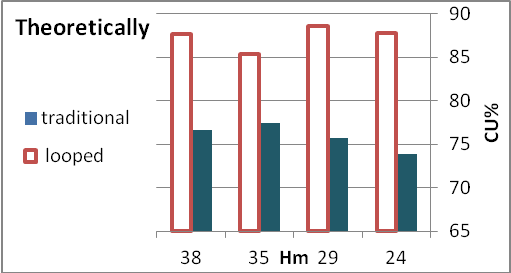 Theoretically
traditional
looped
90
85
80
75
70
65
CU%
38 35 Hm 29 24